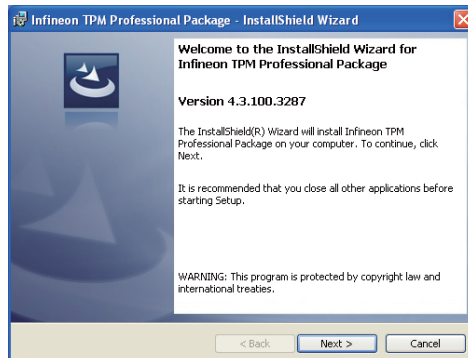 Infineon TPM Professional Package - InstallShield Wizard
Welcome to the InstallShield Wizard for
Infineon TPM Professional Package
Version 4.3.100.3287
The InstallShield(R) Wizard will install Infineon TPM
Professional Package on your computer. To continue, click
Next.
It is recommended that you close all other applications before
starting Setup.
WARNING: This program is protected by copyright law and
international treaties.
< Back
Next >
Cancel